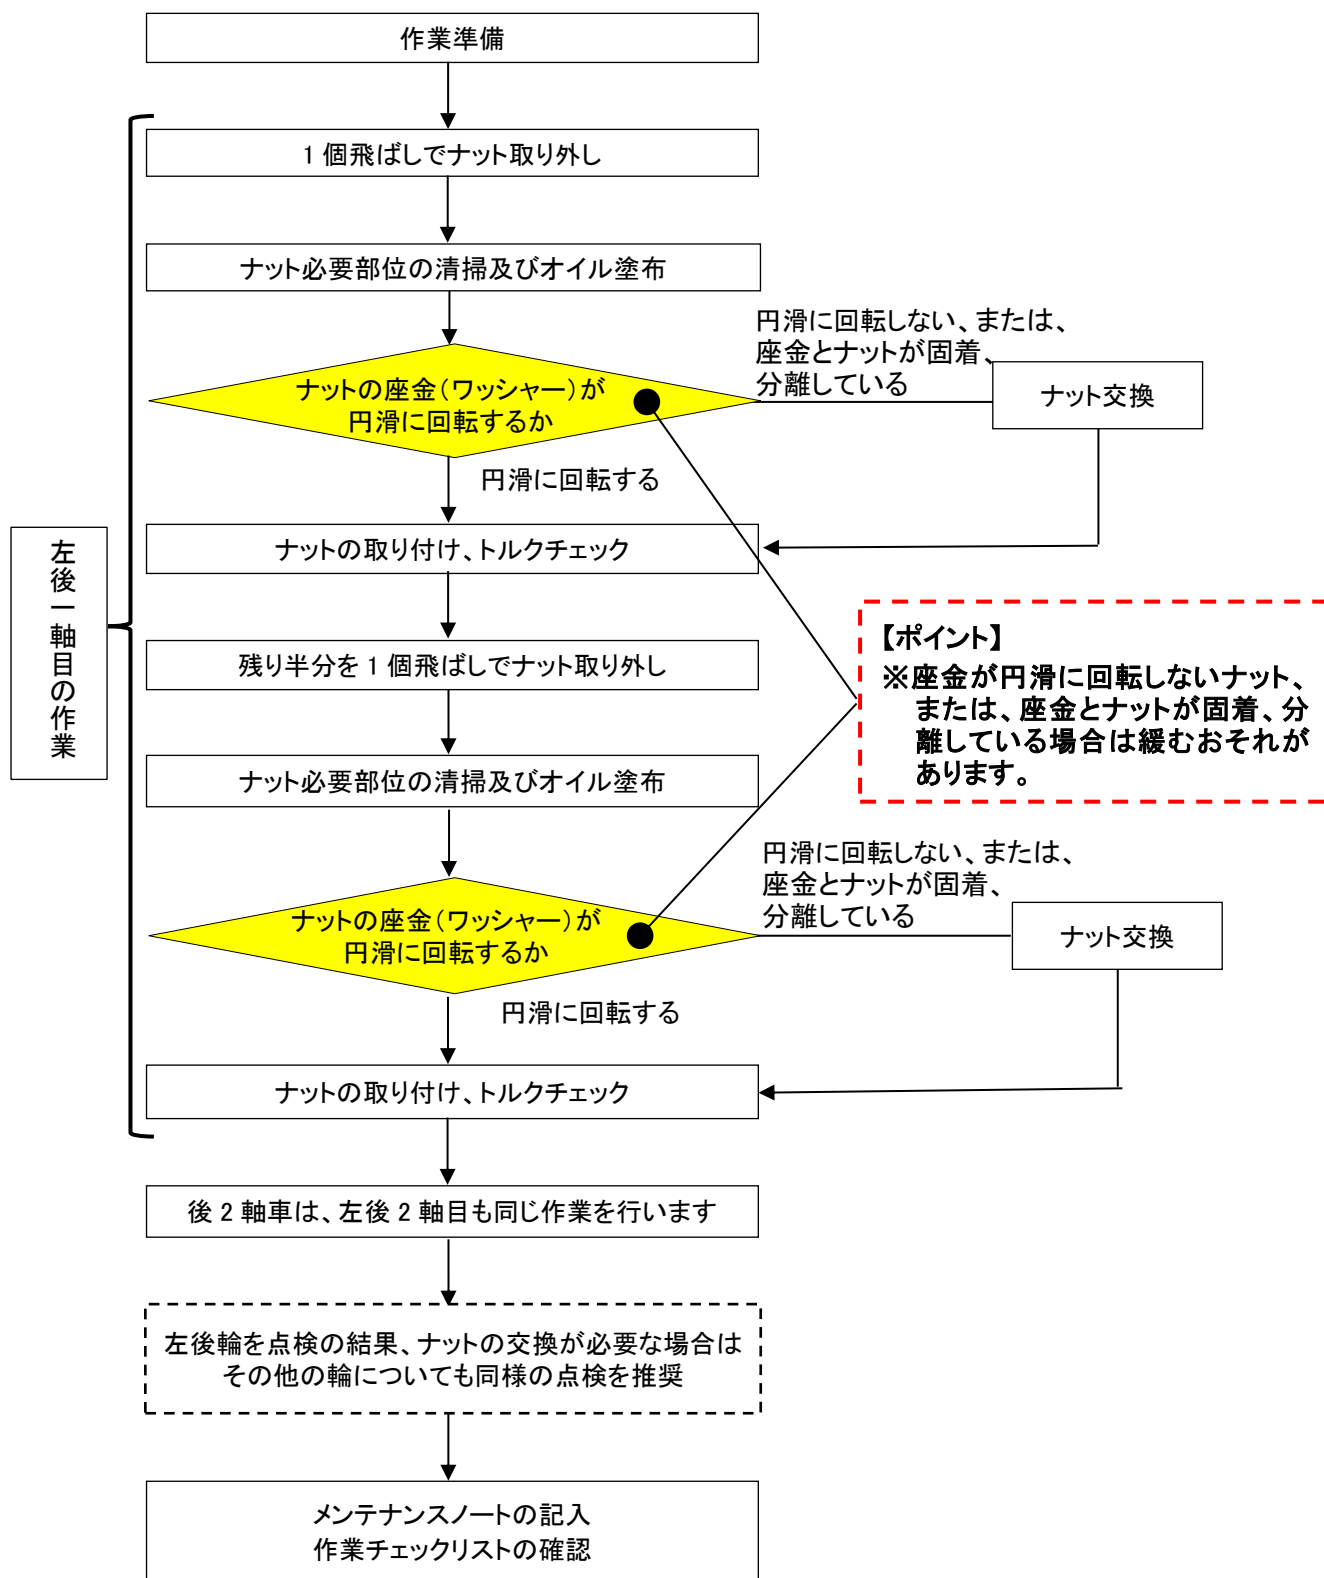 作業準備
1 個飛ばしでナット取り外し
ナット必要部位の清掃及びオイル塗布
円滑に回転しない、または、
座金とナットが固着、
分離している
ナットの座金（ワッシャー）が
円滑に回転するか
ナット交換
円滑に回転する
ナットの取り付け、トルクチェック
左後一軸目の作業
【ポイント】
※座金が円滑に回転しないナット、
または、座金とナットが固着、分
離している場合は緩むおそれが
あります。
残り半分を 1 個飛ばしでナット取り外し
ナット必要部位の清掃及びオイル塗布
円滑に回転しない、または、
座金とナットが固着、
分離している
ナットの座金（ワッシャー）が
円滑に回転するか
ナット交換
円滑に回転する
ナットの取り付け、トルクチェック
後 2 軸車は、左後 2 軸目も同じ作業を行います
左後輪を点検の結果、ナットの交換が必要な場合は
その他の輪についても同様の点検を推奨
メンテナンスノートの記入
作業チェックリストの確認